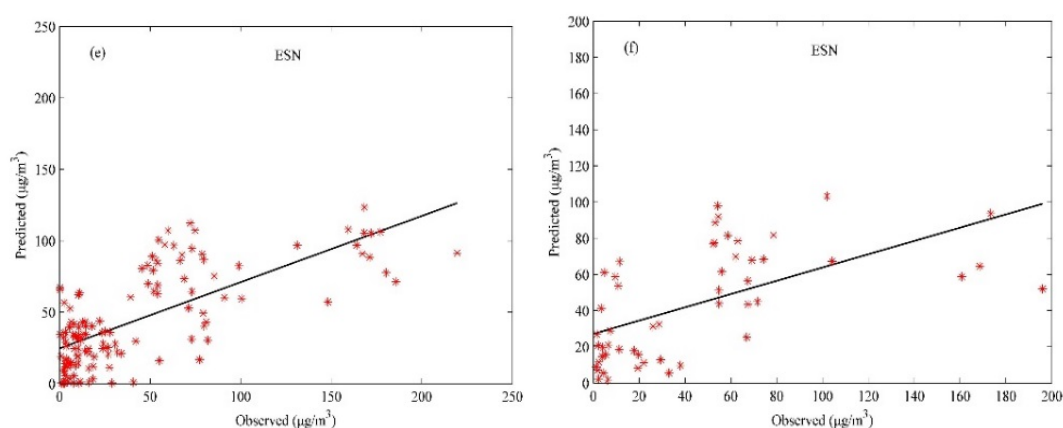 (e)
ESN
250
200
150
100
50
0
Predicted (μg/m³)
0 50 100 150 200 250
Observed (μg/m³)
(f)
ESN
200
180
160
140
120
100
80
60
40
20
0
Predicted (μg/m³)
0 20 40 60 80 100 120 140 160 180 200
Observed (μg/m³)